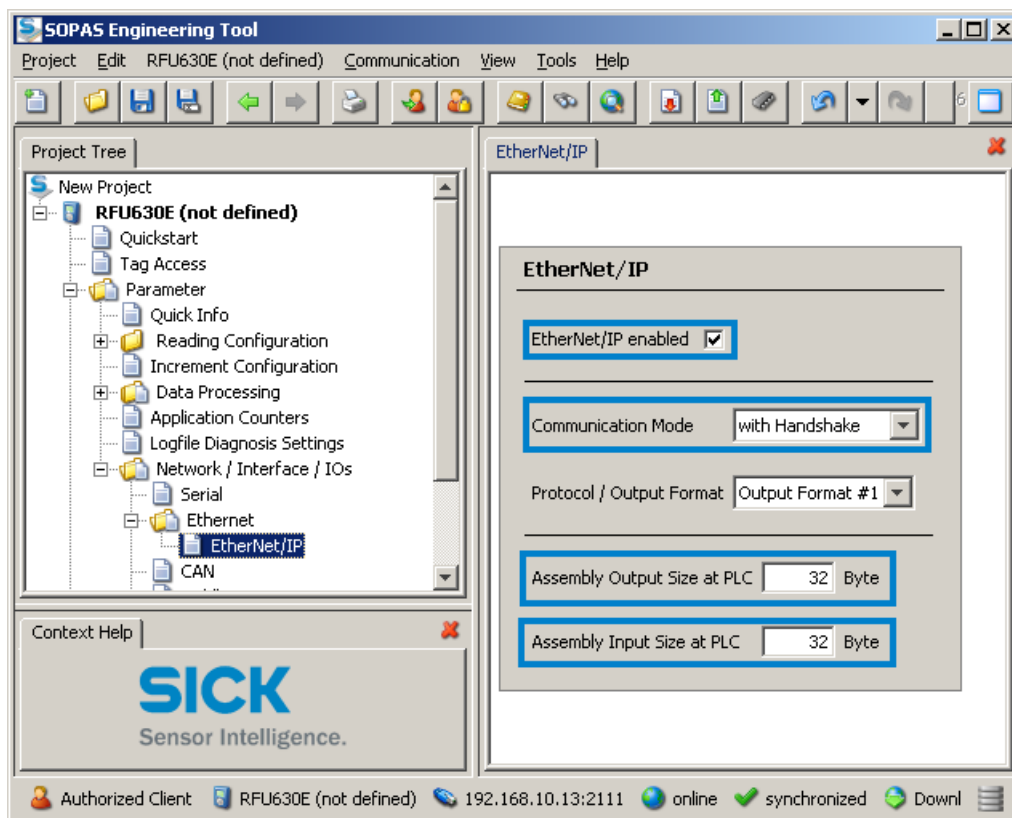 SOPAS Engineering Tool
Project Edit RFU630E (not defined) Communication View Tools Help
6
Project Tree
New Project
RFU630E (not defined)
Quickstart
Tag Access
Parameter
Quick Info
Reading Configuration
Increment Configuration
Data Processing
Application Counters
Logfile Diagnosis Settings
Network / Interface / IOs
Serial
Ethernet
EtherNet/IP
CAN
Context Help
SICK
Sensor Intelligence.
EtherNet/IP
EtherNet/IP
EtherNet/IP enabled
Communication Mode with Handshake
Protocol / Output Format Output Format #1
Assembly Output Size at PLC 32 Byte
Assembly Input Size at PLC 32 Byte
Authorized Client RFU630E (not defined) 192.168.10.13:2111 online synchronized Downl